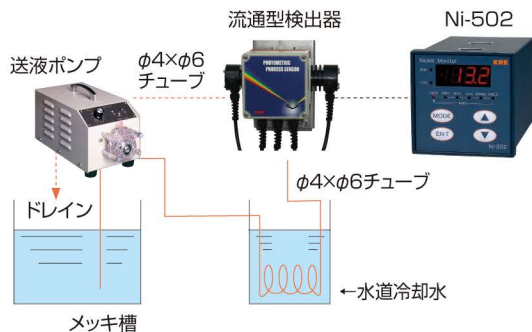 流通型検出器
Ni-502
送液ポンプ
φ4×φ6
チューブ
PHOTOMETRIC
PROCESS SENSOR
Nickel Monitor
13.2
MODE
ENT
Ni-502
φ4×φ6チューブ
ドレイン
←水道冷却水
メッキ槽